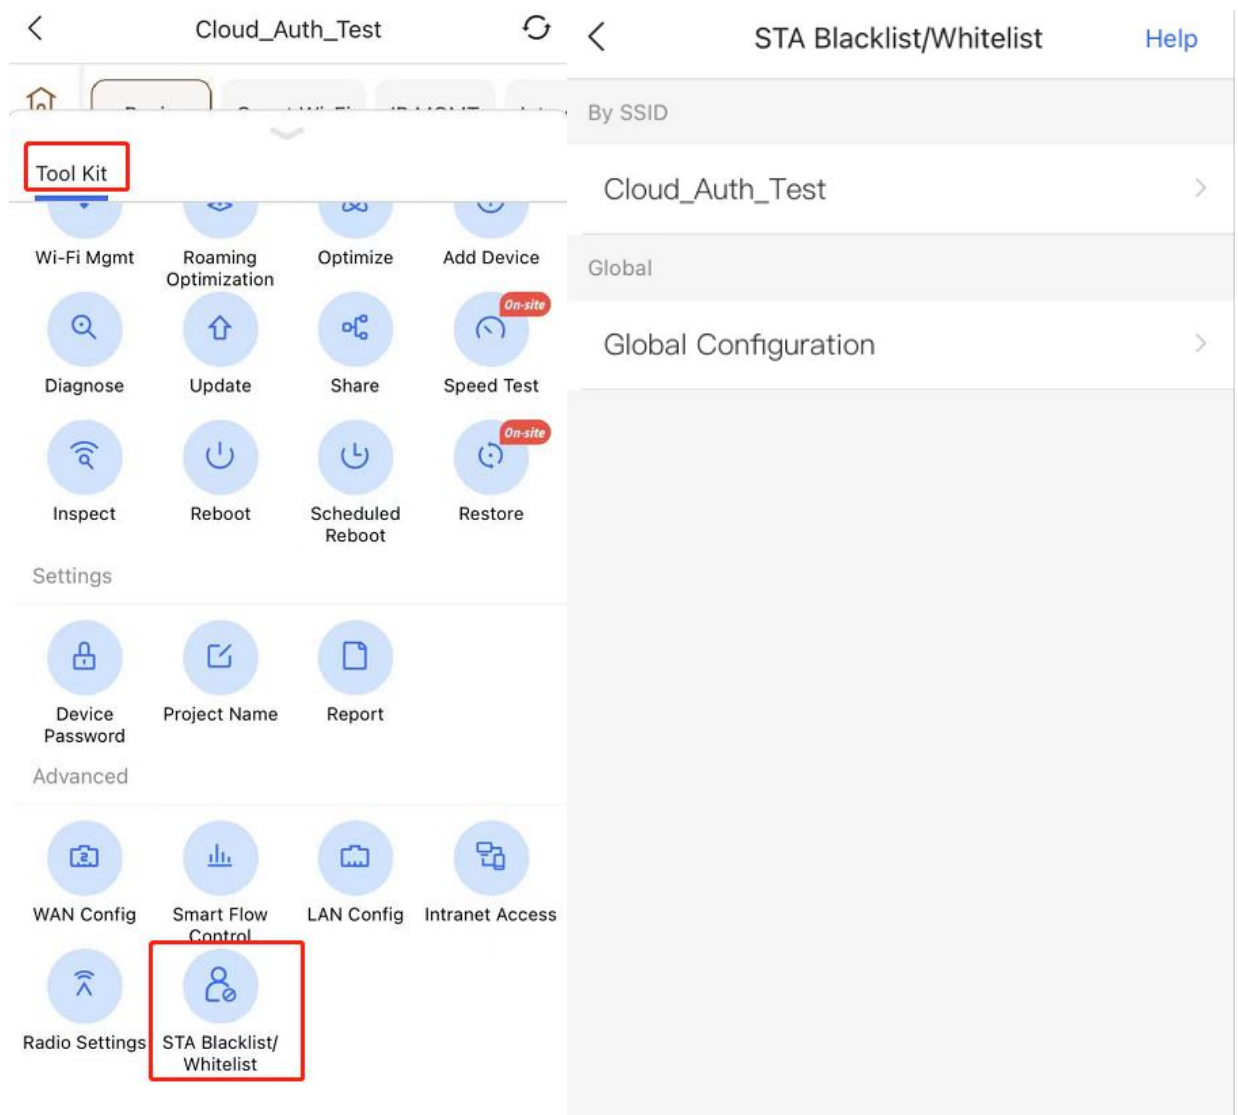 Cloud_Auth_Test
Tool Kit
Wi-Fi Mgmt
Roaming
Optimization
Optimize
Add Device
On-site
Diagnose
Update
Share
Speed Test
On-site
Inspect
Reboot
Scheduled
Reboot
Restore
Settings
Device
Password
Project Name
Report
Advanced
2
WAN Config
Smart Flow
Control
LAN Config
Intranet Access
Radio Settings
STA Blacklist/
Whitelist
STA Blacklist/Whitelist
Help
By SSID
Cloud_Auth_Test
Global
Global Configuration